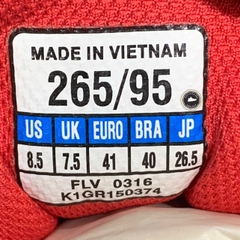 MADE IN VIETNAM
265/95
US UK EURO BRA JP
8.5 7.5 41 40 26.5
FLV 0316
K1GR150374